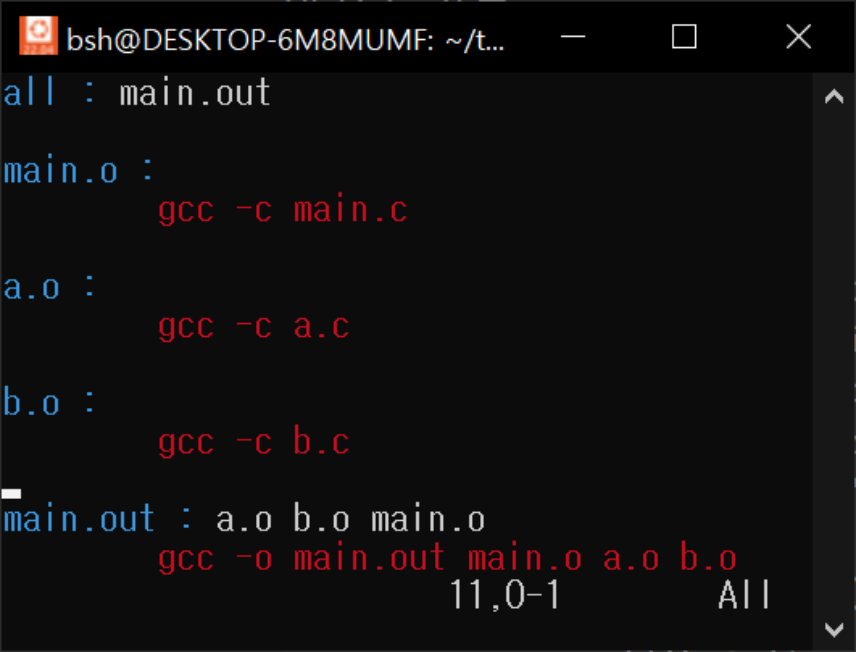 bsh@DESKTOP-6M8MUMF: ~/t...
all : main.out
main.o :
gcc -c main.c
a.o :
gcc -c a.c
b.o :
gcc -c b.c
main.out : a.o b.o main.o
gcc -o main.out main.o a.o b.o
11,0-1 All